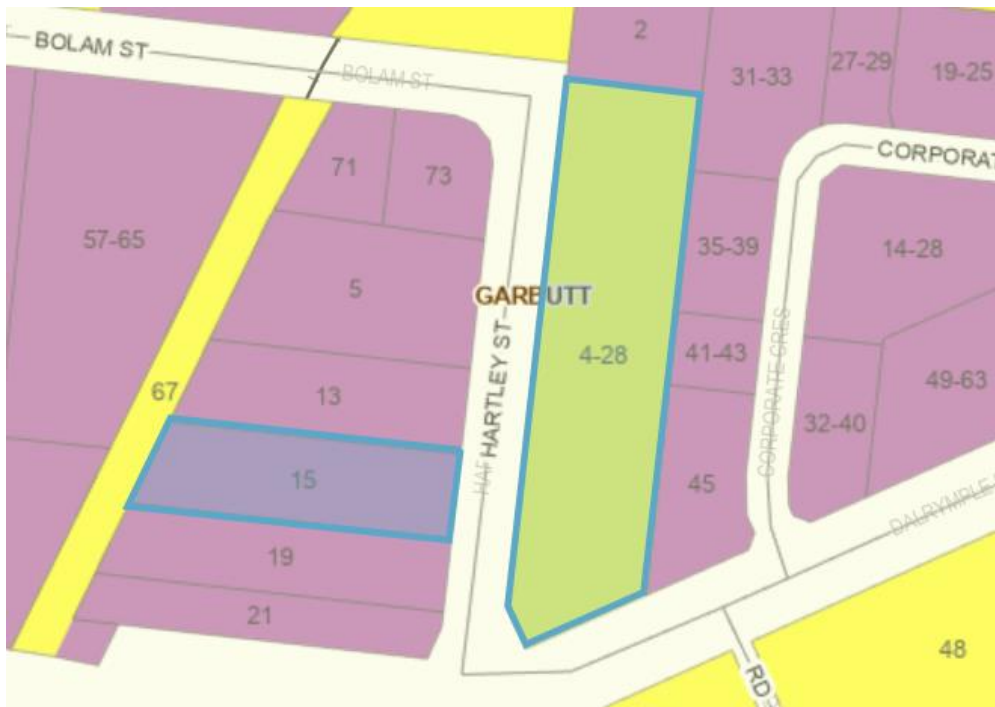 BOLAM ST
BOLAM ST
2
31-33
27-29
19-25
CORPORAT
71
73
57-65
35-39
14-28
5
GARBUTT
HARTLEY ST
4-28
41-43
CORPORATE CRES
49-63
67
13
32-40
15
HAR
45
DALRYMPLE
19
21
48
RD